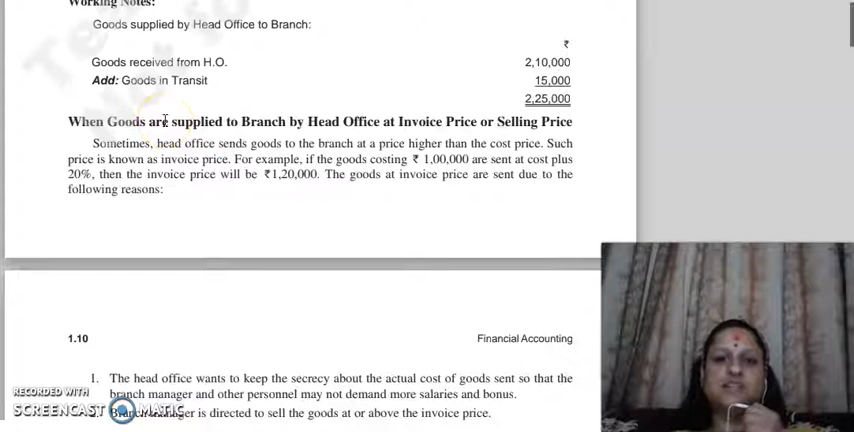 Working Notes:
Goods supplied by Head Office to Branch:
₹
Goods received from H.O. 2,10,000
Add: Goods in Transit 15,000
2,25,000
When Goods are supplied to Branch by Head Office at Invoice Price or Selling Price
Sometimes, head office sends goods to the branch at a price higher than the cost price. Such
price is known as invoice price. For example, if the goods costing ₹ 1,00,000 are sent at cost plus
20%, then the invoice price will be ₹1,20,000. The goods at invoice price are sent due to the
following reasons:
1.10 Financial Accounting
1. The head office wants to keep the secrecy about the actual cost of goods sent so that the
branch manager and other personnel may not demand more salaries and bonus.
Branch manager is directed to sell the goods at or above the invoice price.
RECORDED WITH
SCREENCAST MATIC